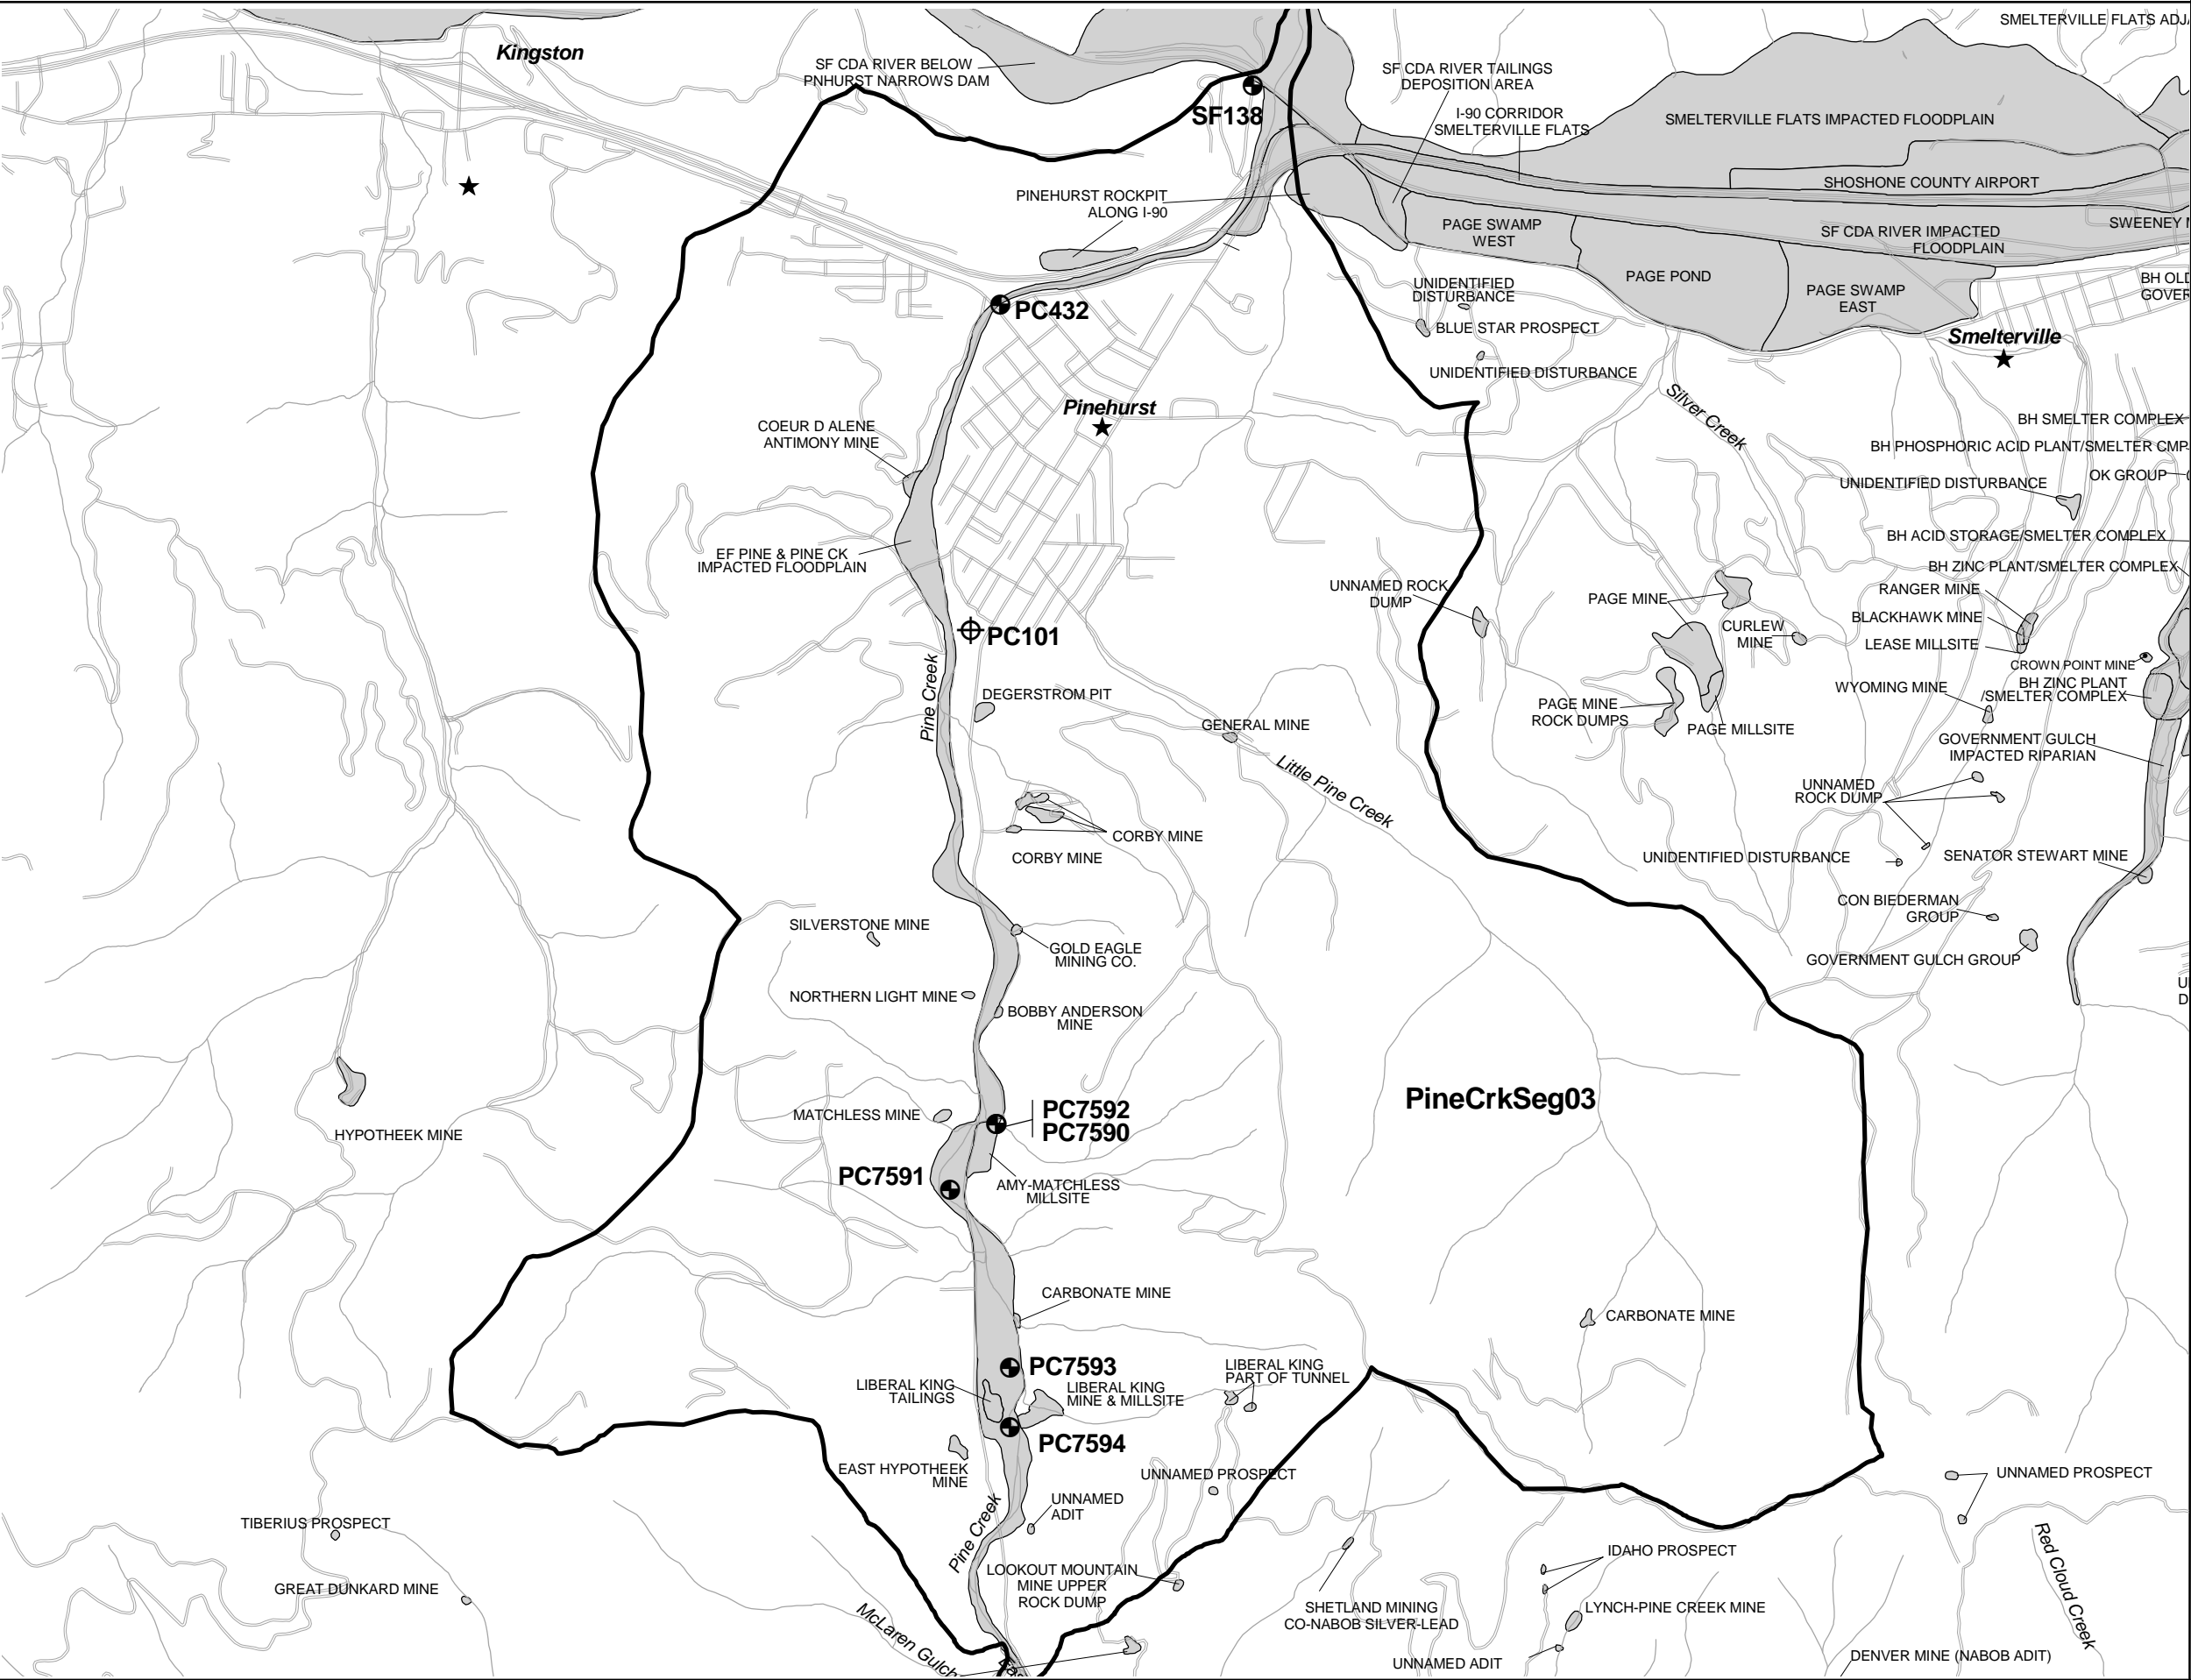 SMELTERVILLE FLATS ADJ
Kingston
SF CDA RIVER BELOW
PNHURST NARROWS DAM
SF CDA RIVER TAILINGS
DEPOSITION AREA
SF138
I-90 CORRIDOR
SMELTERVILLE FLATS
SMELTERVILLE FLATS IMPACTED FLOODPLAIN
SHOSHONE COUNTY AIRPORT
PINEHURST ROCKPIT
ALONG I-90
PAGE SWAMP
WEST
SF CDA RIVER IMPACTED
FLOODPLAIN
SWEENEY
PAGE POND
PAGE SWAMP
EAST
BH OLD
GOVER
UNIDENTIFIED
DISTURBANCE
PC432
BLUE STAR PROSPECT
Smelterville
UNIDENTIFIED DISTURBANCE
Silver Creek
Pinehurst
COEUR D ALENE
ANTIMONY MINE
BH SMELTER COMPLEX
BH PHOSPHORIC ACID PLANT/SMELTER CMP
OK GROUP
UNIDENTIFIED DISTURBANCE
BH ACID STORAGE/SMELTER COMPLEX
EF PINE & PINE CK
IMPACTED FLOODPLAIN
BH ZINC PLANT/SMELTER COMPLEX
UNNAMED ROCK
DUMP
PAGE MINE
RANGER MINE
BLACKHAWK MINE
CURLEW
MINE
LEASE MILLSITE
PC101
Pine Creek
CROWN POINT MINE
BH ZINC PLANT
/SMELTER COMPLEX
WYOMING MINE
DEGERSTROM PIT
PAGE MINE
ROCK DUMPS
PAGE MILLSITE
GENERAL MINE
GOVERNMENT GULCH
IMPACTED RIPARIAN
Little Pine Creek
UNNAMED
ROCK DUMP
CORBY MINE
CORBY MINE
UNIDENTIFIED DISTURBANCE
SENATOR STEWART MINE
CON BIEDERMAN
GROUP
SILVERSTONE MINE
GOLD EAGLE
MINING CO.
GOVERNMENT GULCH GROUP
U
D
NORTHERN LIGHT MINE
BOBBY ANDERSON
MINE
PineCrkSeg03
MATCHLESS MINE
PC7592
PC7590
HYPOTHEEK MINE
PC7591
AMY-MATCHLESS
MILLSITE
CARBONATE MINE
CARBONATE MINE
PC7593
LIBERAL KING
PART OF TUNNEL
LIBERAL KING
TAILINGS
LIBERAL KING
MINE & MILLSITE
PC7594
EAST HYPOTHEEK
MINE
UNNAMED PROSPECT
UNNAMED PROSPECT
UNNAMED
ADIT
Pine Creek
TIBERIUS PROSPECT
Red Cloud Creek
IDAHO PROSPECT
LOOKOUT MOUNTAIN
MINE UPPER
ROCK DUMP
GREAT DUNKARD MINE
McLaren Gulch
SHETLAND MINING
CO-NABOB SILVER-LEAD
LYNCH-PINE CREEK MINE
UNNAMED ADIT
DENVER MINE (NABOB ADIT)